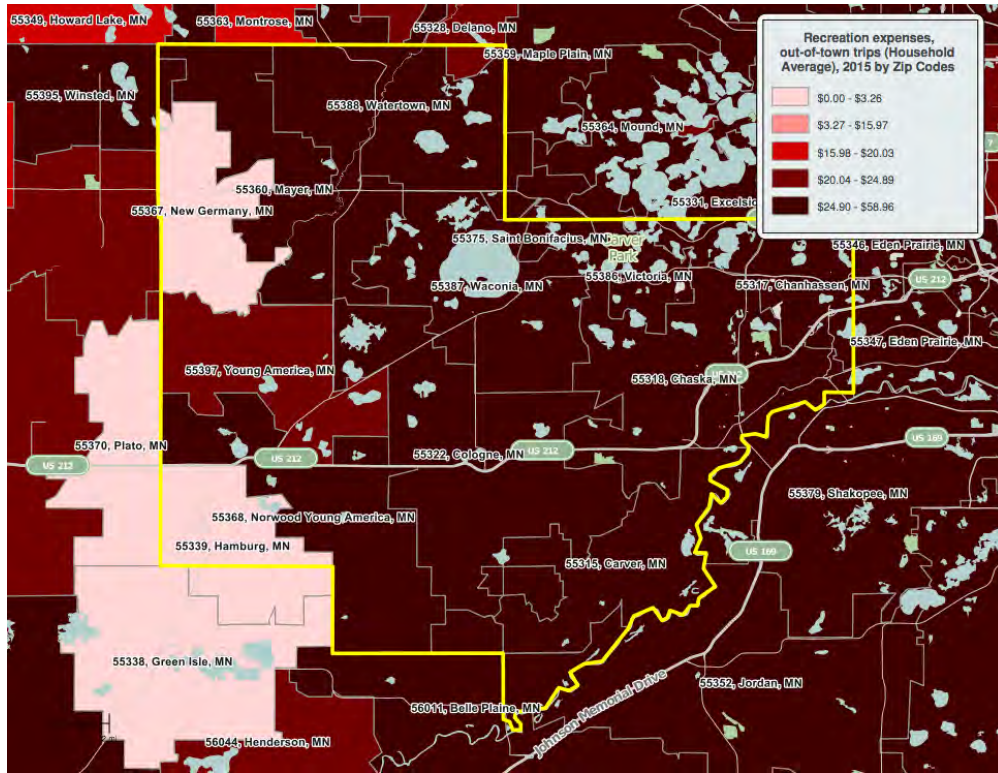 55349, Howard Lake, MN
55363, Montrose, MN
55328, Delano, MN
55359, Maple Plain, MN
Recreation expenses,
out-of-town trips (Household
Average), 2015 by Zip Codes
$0.00 - $3.26
$3.27 - $15.97
$15.98 - $20.03
$20.04 - $24.89
$24.90 - $58.96
55395, Winsted, MN
55388, Watertown, MN
55364, Mound, MN
7
55360, Mayer, MN
55367, New Germany, MN
55331, Excelsio
55375, Saint Bonifacius, MN
Carver
Park
55346, Eden Prairie, MN
55386, Victoria, MN
55387, Waconia, MN
55317, Chanhassen, MN
US 212
55347, Eden Prairie, MN
55397, Young America, MN
55318, Chaska, MN
US 212
55370, Plato, MN
US 212
US 212
55322, Cologne, MN
US 212
US 169
55379, Shakopee, MN
55368, Norwood Young America, MN
55339, Hamburg, MN
US 169
55315, Carver, MN
55338, Green Isle, MN
55352, Jordan, MN
56011, Belle Plaine, MN
Johnson Memorial Drive
56044, Henderson, MN